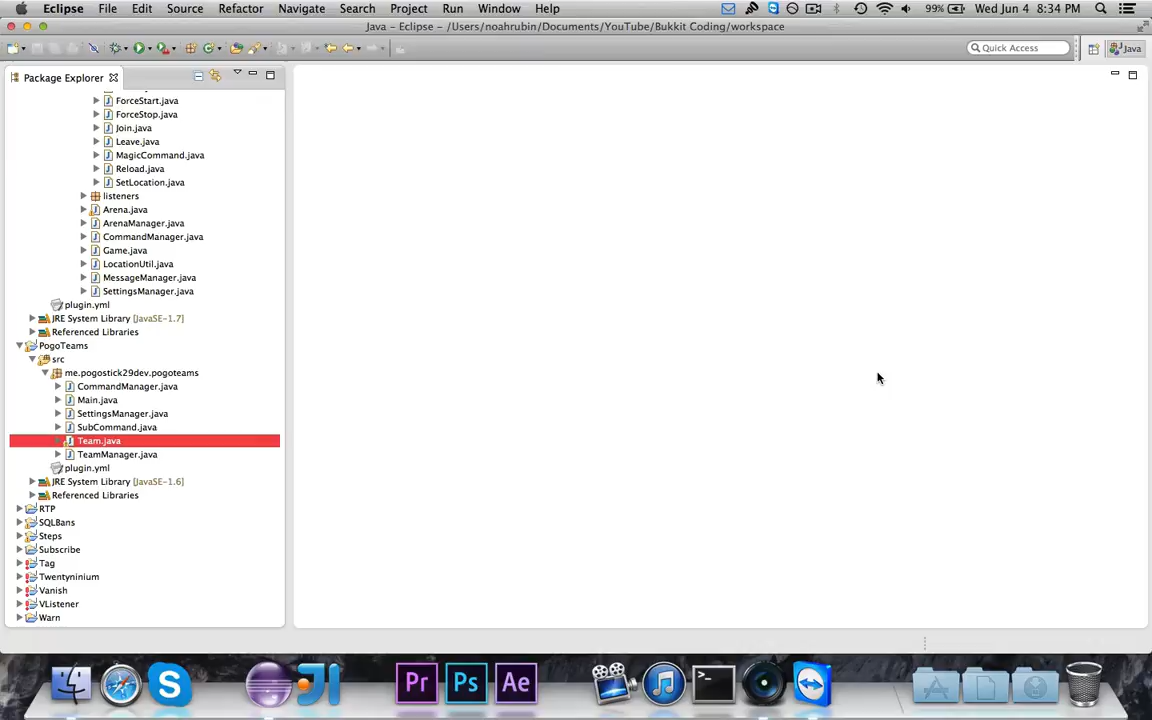 Eclipse File Edit Source Refactor Navigate Search Project Run Window Help 99% Wed Jun 4 8:34 PM
Java - Eclipse - /Users/noahrubin/Documents/YouTube/Bukkit Coding/workspace
Quick Access Java
Package Explorer
ForceStart.java
ForceStop.java
Join.java
Leave.java
MagicCommand.java
Reload.java
SetLocation.java
listeners
Arena.java
ArenaManager.java
CommandManager.java
Game.java
LocationUtil.java
MessageManager.java
SettingsManager.java
plugin.yml
JRE System Library [JavaSE-1.7]
Referenced Libraries
PogoTeams
src
me.pogostick29dev.pogoteams
CommandManager.java
Main.java
SettingsManager.java
SubCommand.java
Team.java
TeamManager.java
plugin.yml
JRE System Library [JavaSE-1.6]
Referenced Libraries
RTP
SQLBans
Steps
Subscribe
Tag
Twentyninium
Vanish
VListener
Warn
Pr Ps Ae